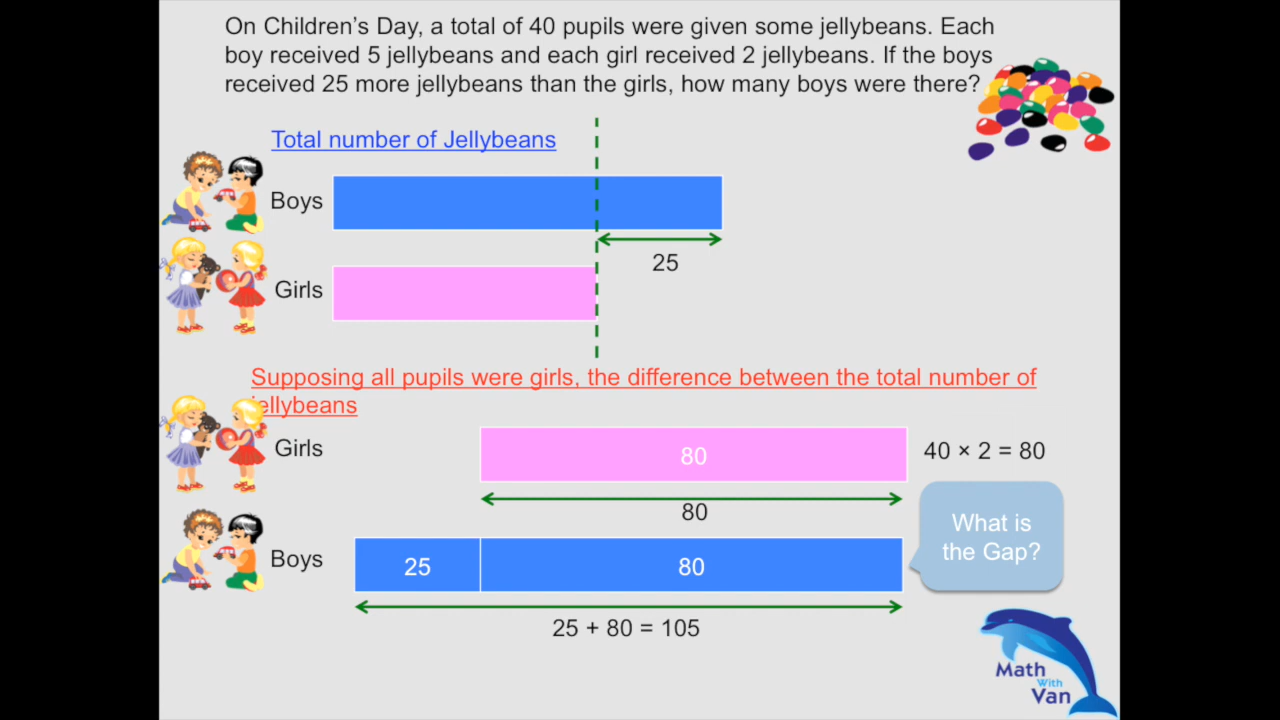 On Children's Day, a total of 40 pupils were given some jellybeans. Each
boy received 5 jellybeans and each girl received 2 jellybeans. If the boys
received 25 more jellybeans than the girls, how many boys were there?
Total number of Jellybeans
Boys
25
Girls
Supposing all pupils were girls, the difference between the total number of
jellybeans
Girls
80
40 × 2 = 80
80
What is
the Gap?
Boys
25
80
25 + 80 = 105
Math
With
Van